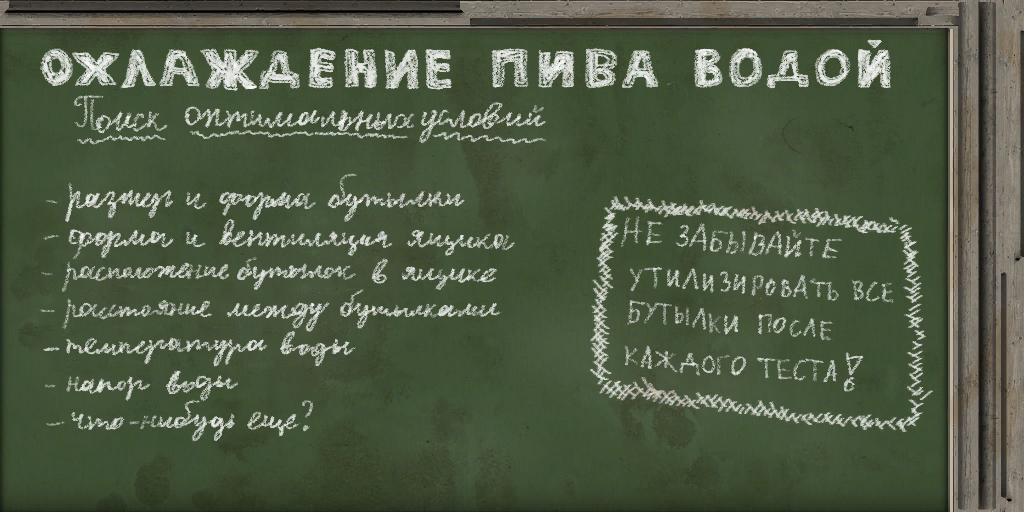 ОХЛАЖДЕНИЕ ПИВА ВОДОЙ
Поиск оптимальных условий
- размер и форма бутылки
- форма и вентиляция ящика
- расположение бутылок в ящике
- расстояние между бутылками
- температура воды
- напор воды
- что-нибудь еще?
НЕ ЗАБЫВАЙТЕ
УТИЛИЗИРОВАТЬ ВСЕ
БУТЫЛКИ ПОСЛЕ
КАЖДОГО ТЕСТА!